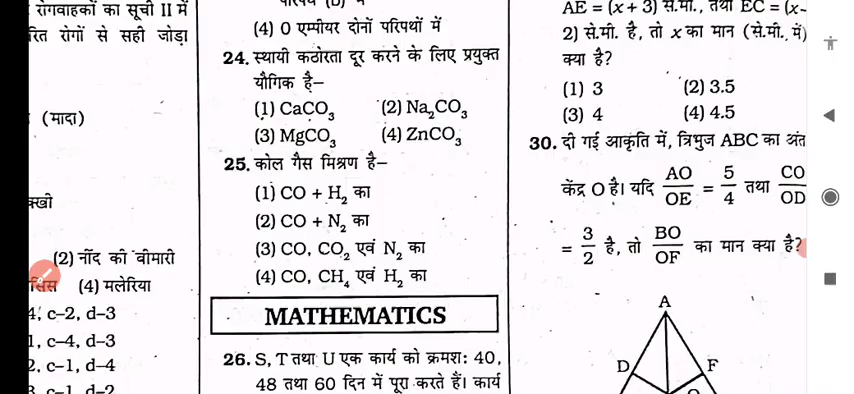 रोगवाहकों का सूची II में
रित रोगों से सही जोड़ा
(मादा)
क्खी
(2) नींद की बीमारी
(4) मलेरिया
4, c–2, d–3
1, c–4, d–3
2, c–1, d–4
3, c–1, d–2
(4) 0 एम्पीयर दोनों परिपथों में
24. स्थायी कठोरता दूर करने के लिए प्रयुक्त
यौगिक है–
(1) CaCO₃ (2) Na₂CO₃
(3) MgCO₃ (4) ZnCO₃
25. कोल गैस मिश्रण है–
(1) CO + H₂ का
(2) CO + N₂ का
(3) CO, CO₂ एवं N₂ का
(4) CO, CH₄ एवं H₂ का
MATHEMATICS
26. S, T तथा U एक कार्य को क्रमश: 40,
48 तथा 60 दिन में पूरा करते हैं। कार्य
AE = (x + 3) से.मी., तथा EC = (x–
2) से.मी. है, तो x का मान (से.मी. में)
क्या है?
(1) 3 (2) 3.5
(3) 4 (4) 4.5
30. दी गई आकृति में, त्रिभुज ABC का अंत
केंद्र O है। यदि AO/OE = 5/4 तथा CO/OD
= 3/2 है, तो BO/OF का मान क्या है?
A
D F
O